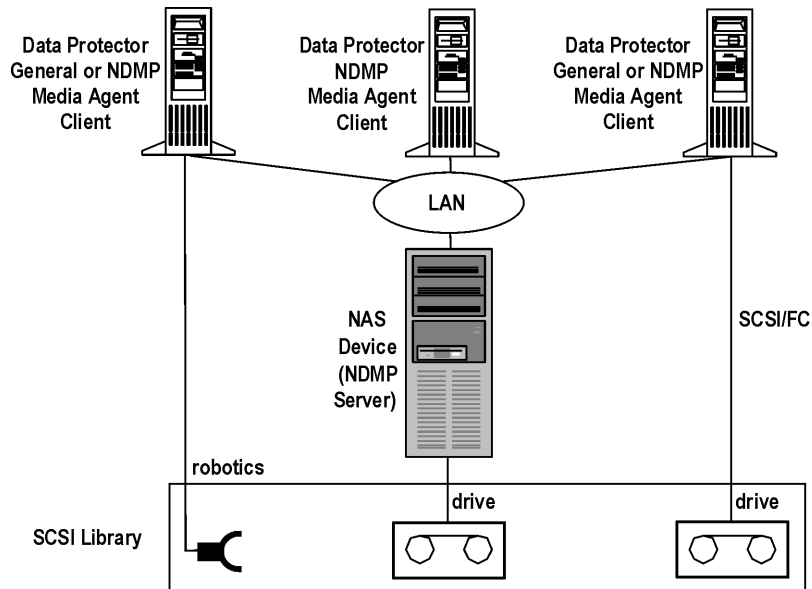 Data Protector
General or NDMP
Media Agent
Client
Data Protector
NDMP
Media Agent
Client
Data Protector
General or NDMP
Media Agent
Client
LAN
NAS
Device
(NDMP
Server)
SCSI/FC
robotics
drive
drive
SCSI Library